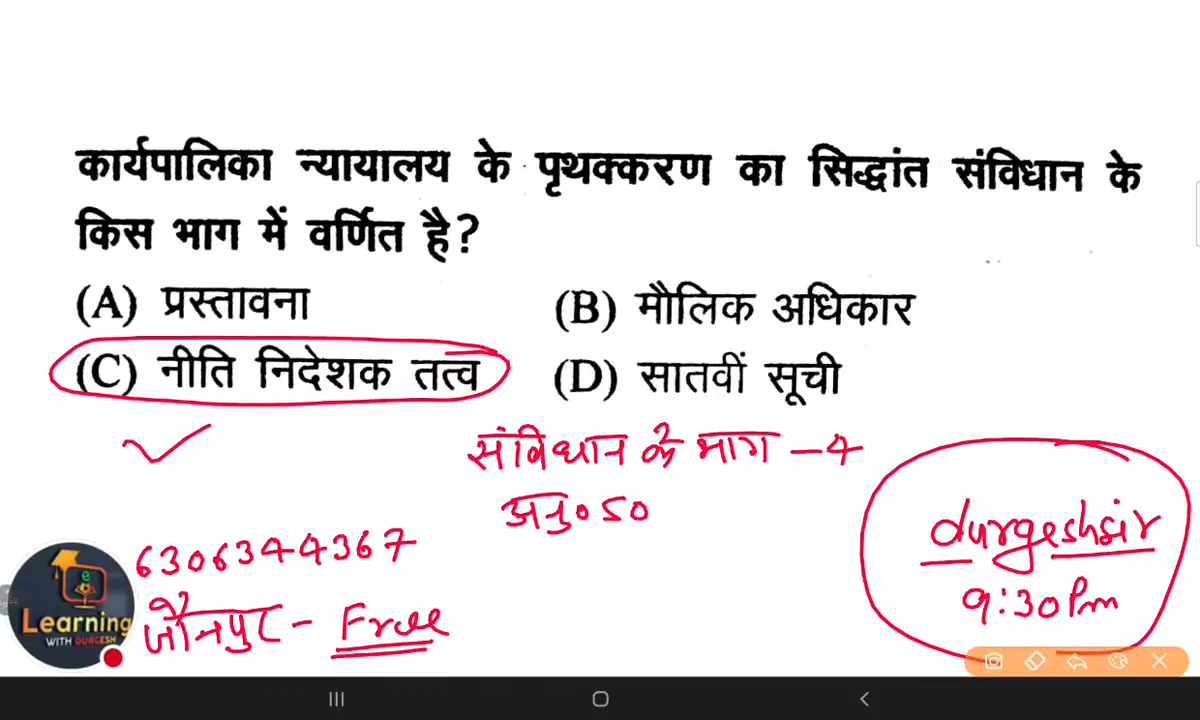 कार्यपालिका न्यायालय के पृथक्करण का सिद्धांत संविधान के
किस भाग में वर्णित है?
(A) प्रस्तावना
(B) मौलिक अधिकार
(C) नीति निदेशक तत्व
(D) सातवीं सूची
संविधान के भाग - 4
अनु० 50
durgeshsir
9:30 Pm
6306344367
जौनपुर - Free
e
Learning
WITH DURGESH